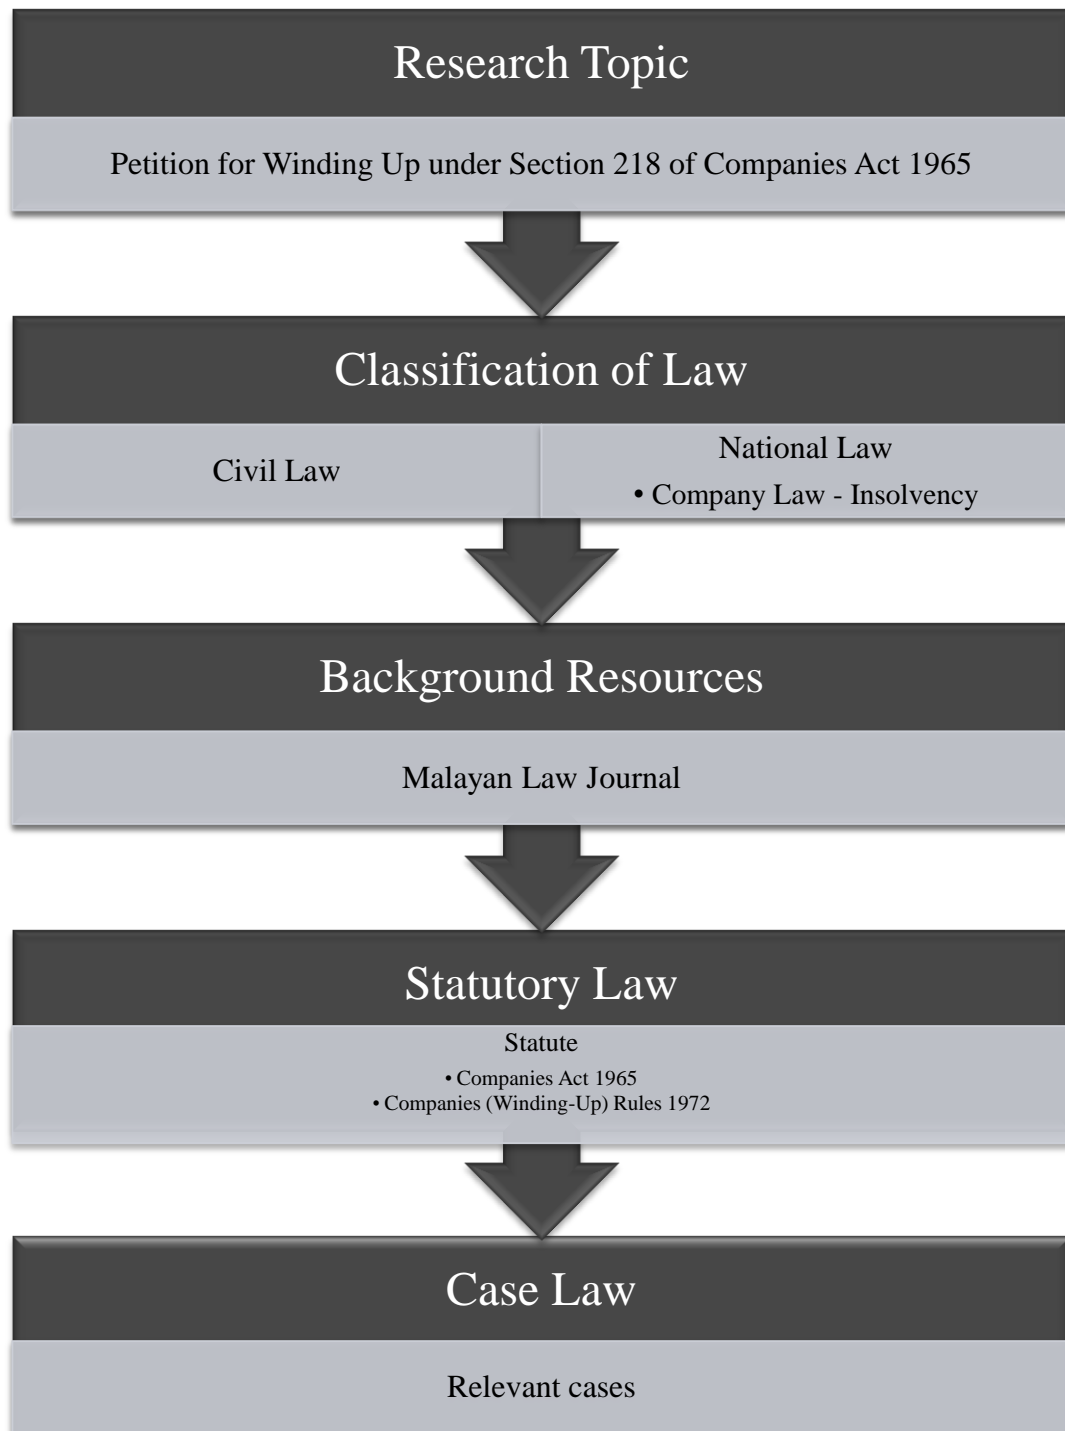 Research Topic
Petition for Winding Up under Section 218 of Companies Act 1965
Classification of Law
Civil Law
National Law
• Company Law - Insolvency
Background Resources
Malayan Law Journal
Statutory Law
Statute
• Companies Act 1965
• Companies (Winding-Up) Rules 1972
Case Law
Relevant cases